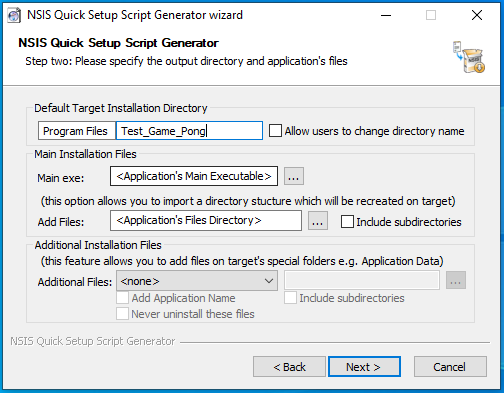 NSIS Quick Setup Script Generator wizard
NSIS Quick Setup Script Generator
Step two: Please specify the output directory and application's files
Default Target Installation Directory
Program Files Test_Game_Pong Allow users to change directory name
Main Installation Files
Main exe: <Application's Main Executable> ...
(this option allows you to import a directory stucture which will be recreated on target)
Add Files: <Application's Files Directory> ... Include subdirectories
Additional Installation Files
(this feature allows you to add files on target's special folders e.g. Application Data)
Additional Files: <none> ...
Add Application Name Include subdirectories
Never uninstall these files
NSIS Quick Setup Script Generator
< Back Next > Cancel